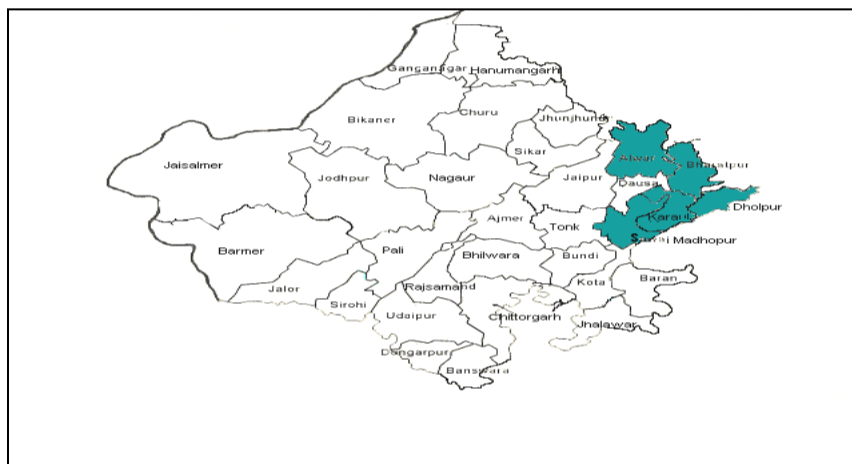 Ganganagar
Hanumangarh
Bikaner
Churu
Jhunjhunu
Sikar
Alwar
Bharatpur
Jaisalmer
Jodhpur
Nagaur
Jaipur
Dausa
Dholpur
Ajmer
Tonk
Karauli
Sawai Madhopur
Barmer
Pali
Bhilwara
Bundi
Baran
Jalor
Rajsamand
Kota
Sirohi
Udaipur
Chittorgarh
Jhalawar
Dungarpur
Banswara